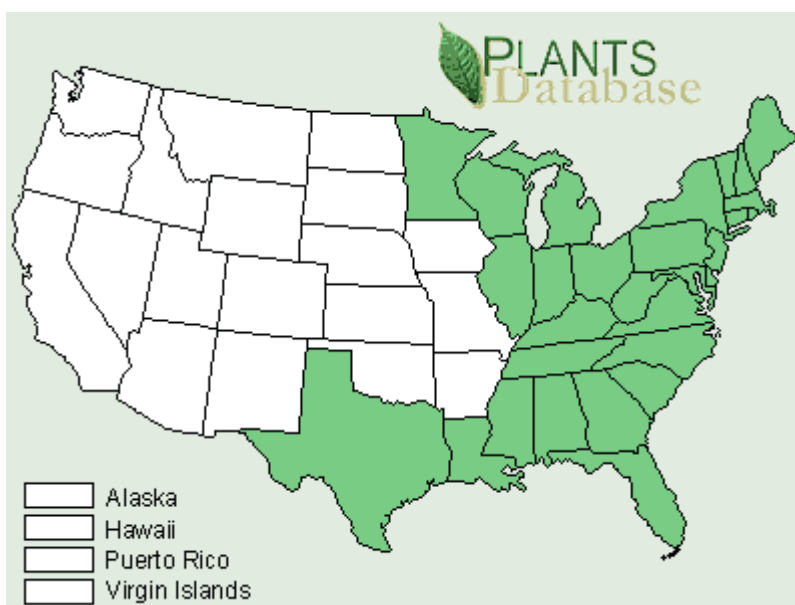 PLANTS
Database
Alaska
Hawaii
Puerto Rico
Virgin Islands